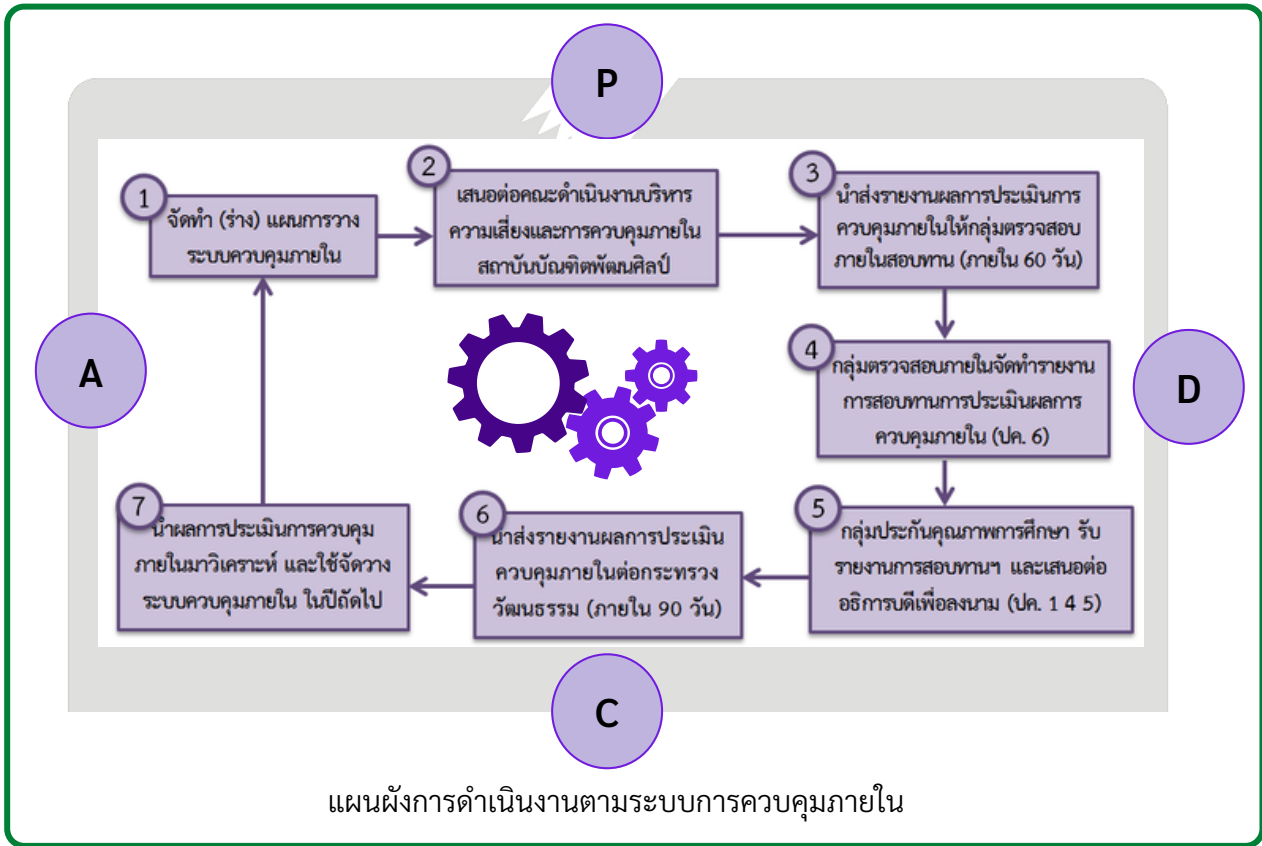 P
1
จัดทำ (ร่าง) แผนการวาง
ระบบควบคุมภายใน
2
เสนอต่อคณะดำเนินงานบริหาร
ความเสี่ยงและการควบคุมภายใน
สถาบันบัณฑิตพัฒนศิลป์
3
นำส่งรายงานผลการประเมินการ
ควบคุมภายในให้กลุ่มตรวจสอบ
ภายในสอบทาน (ภายใน 60 วัน)
A
4
กลุ่มตรวจสอบภายในจัดทำรายงาน
การสอบทานการประเมินผลการ
ควบคุมภายใน (ปค. 6)
D
5
กลุ่มประกันคุณภาพการศึกษา รับ
รายงานการสอบทานฯ และเสนอต่อ
อธิการบดีเพื่อลงนาม (ปค. 1 4 5)
6
นำส่งรายงานผลการประเมิน
ควบคุมภายในต่อกระทรวง
วัฒนธรรม (ภายใน 90 วัน)
7
นำผลการประเมินการควบคุม
ภายในมาวิเคราะห์ และใช้จัดวาง
ระบบควบคุมภายใน ในปีถัดไป
C
แผนผังการดำเนินงานตามระบบการควบคุมภายใน